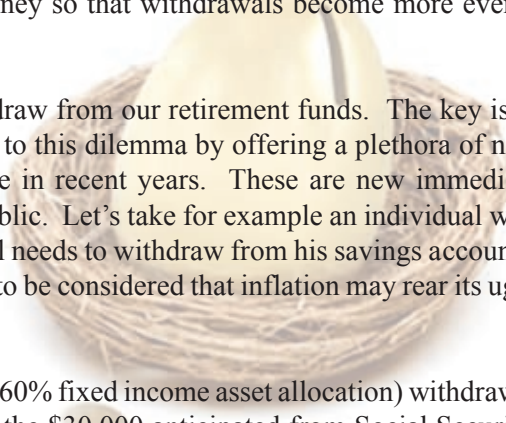 ney so that withdrawals become more even
draw from our retirement funds. The key is
to this dilemma by offering a plethora of n
e in recent years. These are new immedi
blic. Let’s take for example an individual w
l needs to withdraw from his savings accoun
to be considered that inflation may rear its ug
60% fixed income asset allocation) withdraw
the $30,000 anticipated from Social Securi